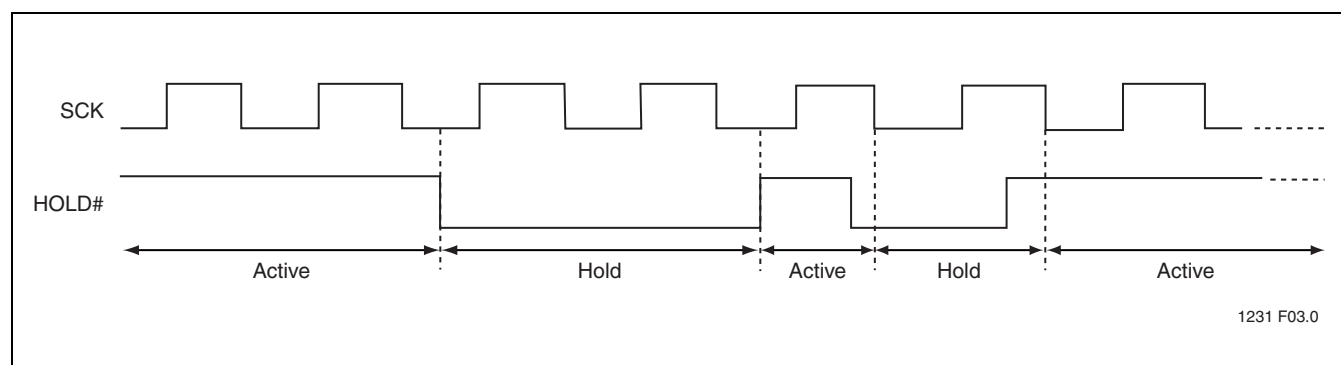 SCK
HOLD#
Active Hold Active Hold Active
1231 F03.0